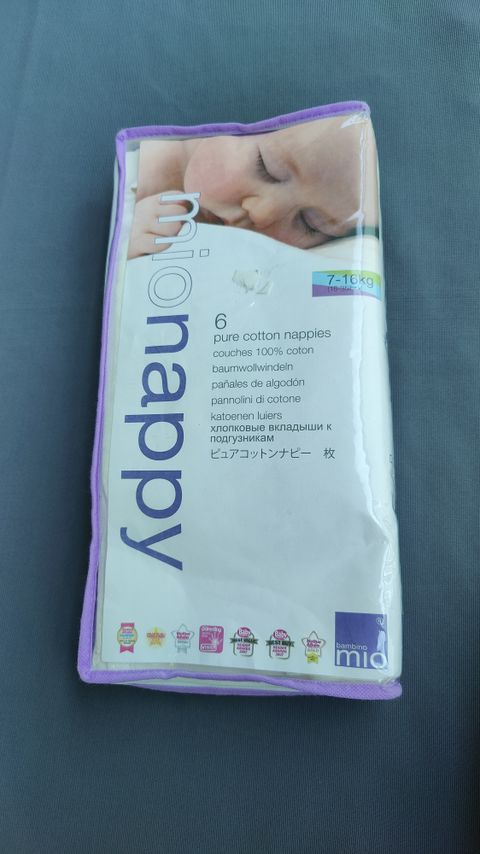 mionappy
7-16kg
6
pure cotton nappies
couches 100% coton
baumwollwindeln
pañales de algodón
pannolini di cotone
katoenen luiers
хлопковые вкладыши к
подгузникам
ピュアコットンナピー 枚
bambino
mio